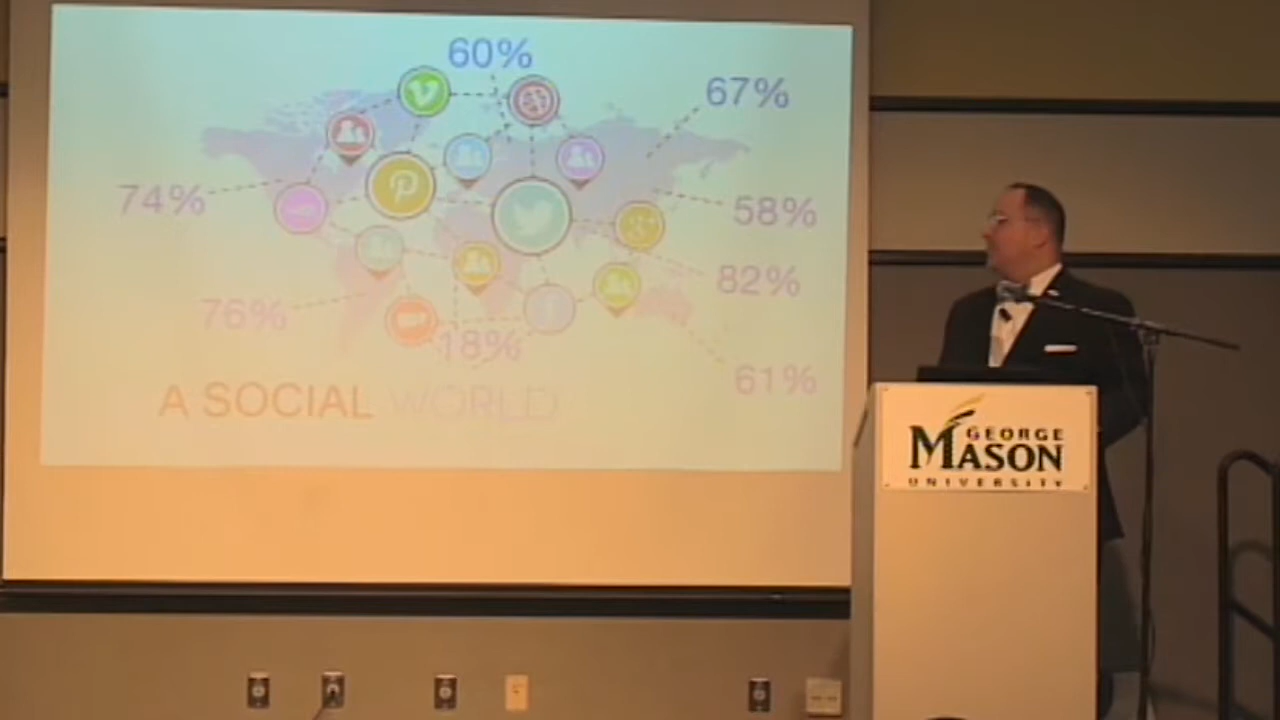 60%
67%
74%
58%
82%
76%
18%
61%
A SOCIAL WORLD
GEORGE
MASON
UNIVERSITY